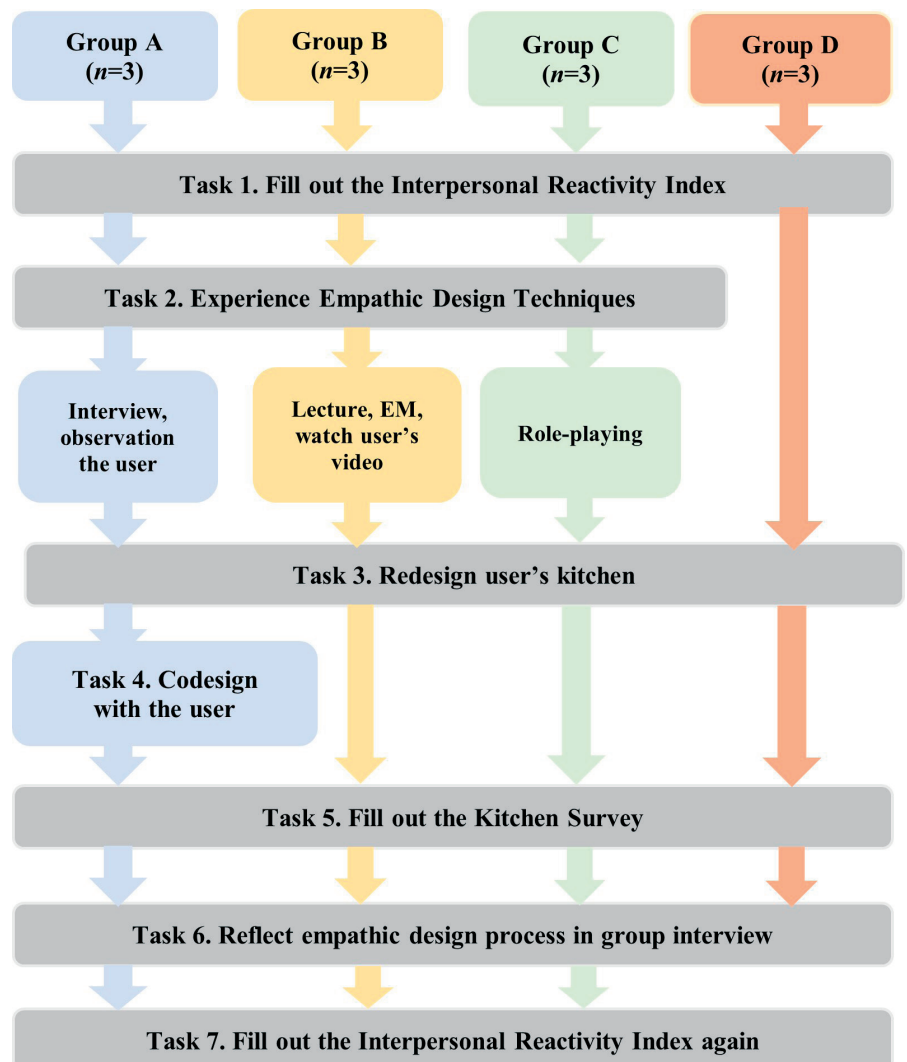 Group A
(n=3)
Group B
(n=3)
Group C
(n=3)
Group D
(n=3)
Task 1. Fill out the Interpersonal Reactivity Index
Task 2. Experience Empathic Design Techniques
Interview,
observation
the user
Lecture, EM,
watch user’s
video
Role-playing
Task 3. Redesign user’s kitchen
Task 4. Codesign
with the user
Task 5. Fill out the Kitchen Survey
Task 6. Reflect empathic design process in group interview
Task 7. Fill out the Interpersonal Reactivity Index again